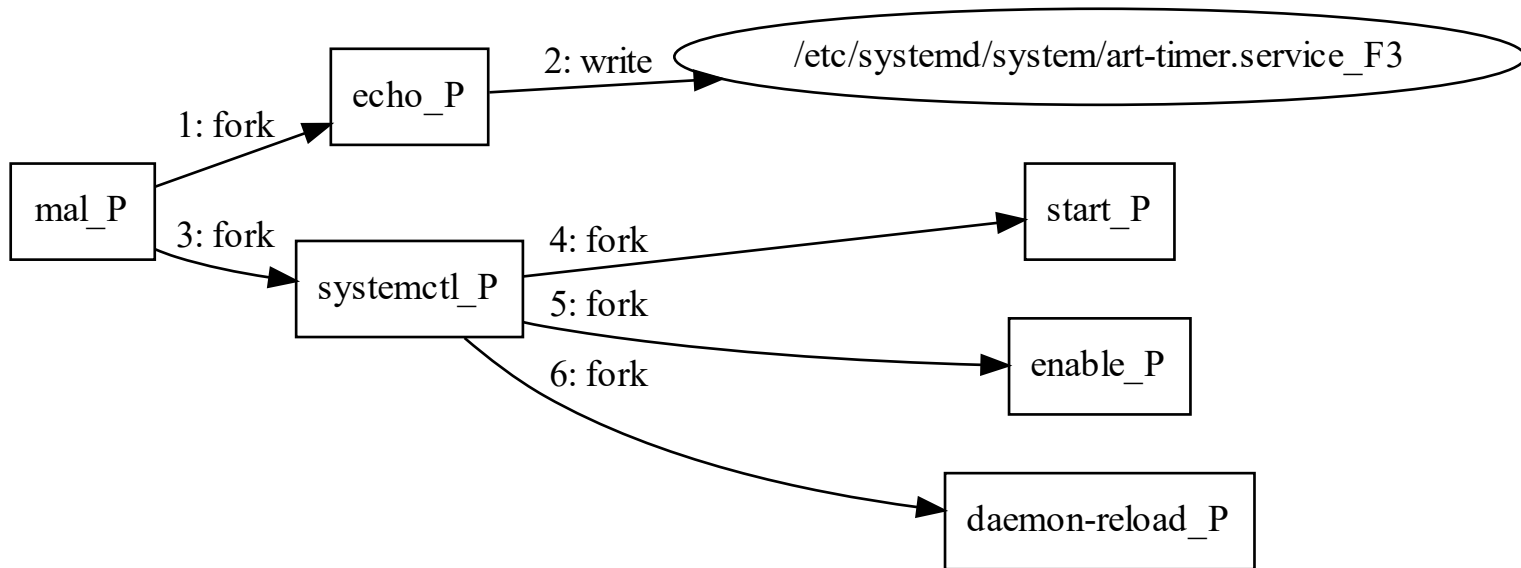 /etc/systemd/system/art-timer.service_F3
2: write
echo_P
1: fork
mal_P
start_P
3: fork
4: fork
systemctl_P
5: fork
enable_P
6: fork
daemon-reload_P